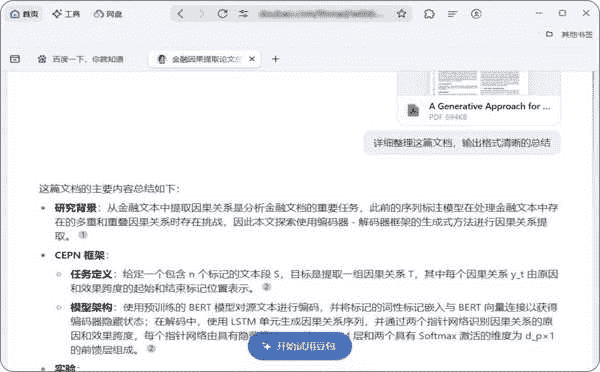 首页 工具 网盘
其他书签
百度一下，你就知道 金融因果提取论文
A Generative Approach for ...
PDF 694KB
详细整理这篇文档，输出格式清晰的总结
这篇文档的主要内容总结如下：
• 研究背景：从金融文本中提取因果关系是分析金融文档的重要任务，此前的序列标注模型在处理金融文本中存
在的多重和重叠因果关系时存在挑战，因此本文探索使用编码器 - 解码器框架的生成式方法进行因果关系提
取。 ①
• CEPN 框架：
任务定义：给定一个包含 n 个标记的文本段 S，目标是提取一组因果关系 T，其中每个因果关系 y_t 由原因
和效果跨度的起始和结束标记位置表示。 ②
模型架构：使用预训练的 BERT 模型对源文本进行编码，并将标记的词性标记嵌入与 BERT 向量连接以获得
编码器隐藏状态；在解码中，使用 LSTM 单元生成因果关系序列，并通过两个指针网络识别因果关系的原
因和效果跨度，每个指针网络由具有隐 层和两个具有 Softmax 激活的维度为 d_p×1
的前馈层组成。 ②
开始试用豆包
• 实验：